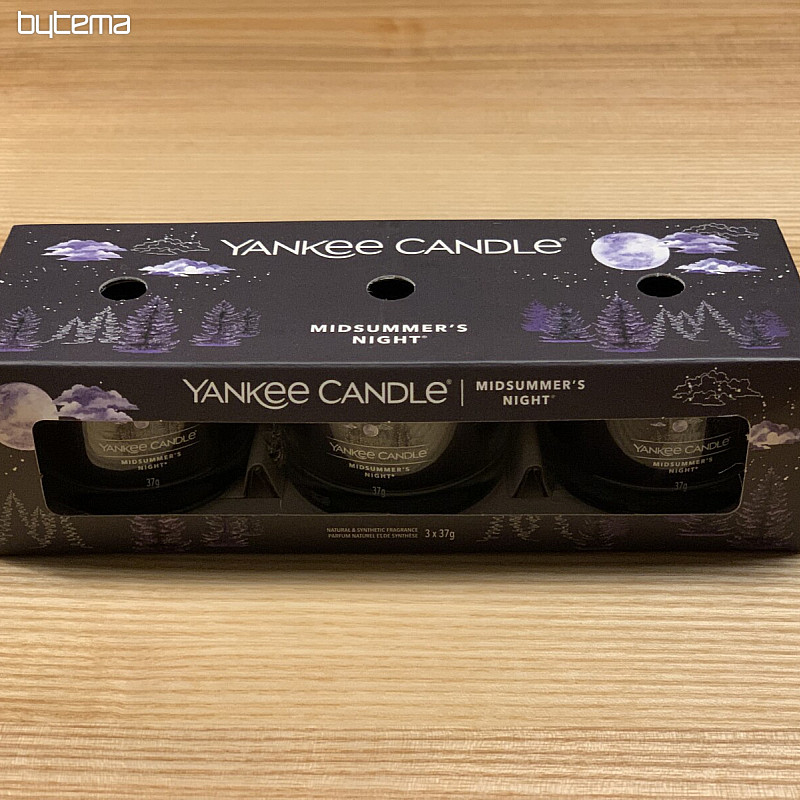 bytema
YANKEE CANDLE®
MIDSUMMER'S
NIGHT®
YANKEE CANDLE® | MIDSUMMER'S
NIGHT®
YANKEE CANDLE
MIDSUMMER'S
NIGHT®
37g
YANKEE CANDLE
MIDSUMMER'S
NIGHT®
37g
YANKEE CANDLE
MIDSUMMER'S
NIGHT®
37g
NATURAL & SYNTHETIC FRAGRANCE
PARFUM NATUREL ET DE SYNTHÈSE 3 x 37g